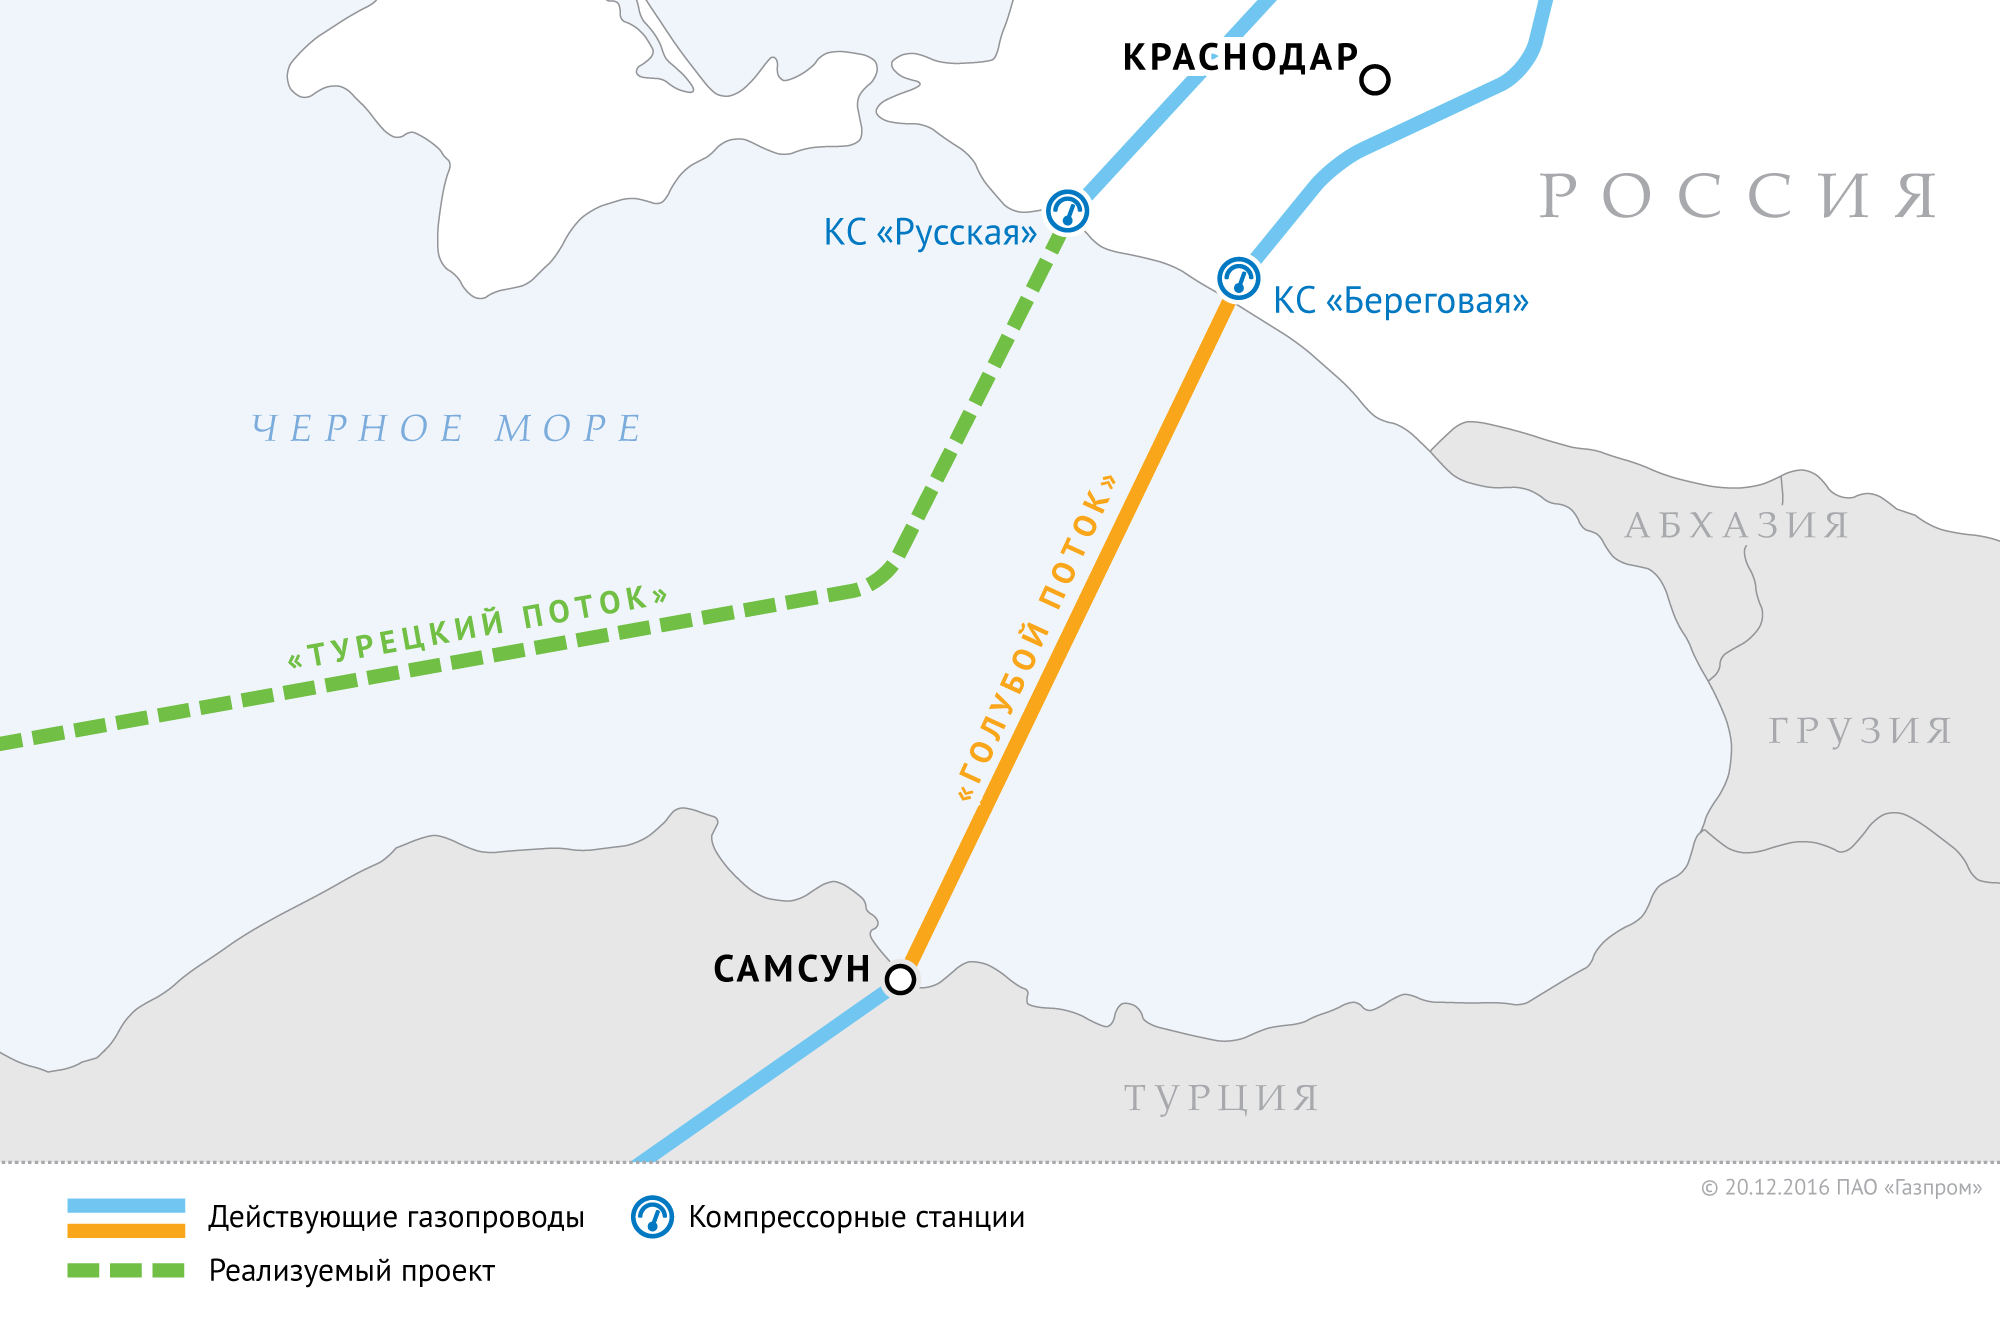 КРАСНОДАР
РОССИЯ
КС «Русская»
КС «Береговая»
ЧЕРНОЕ МОРЕ
АБХАЗИЯ
«ТУРЕЦКИЙ ПОТОК»
«ГОЛУБОЙ ПОТОК»
ГРУЗИЯ
САМСУН
ТУРЦИЯ
© 20.12.2016 ПАО «Газпром»
Действующие газопроводы
Компрессорные станции
Реализуемый проект